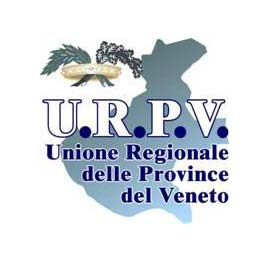 U.R.P.V.
Unione Regionale
delle Province
del Veneto